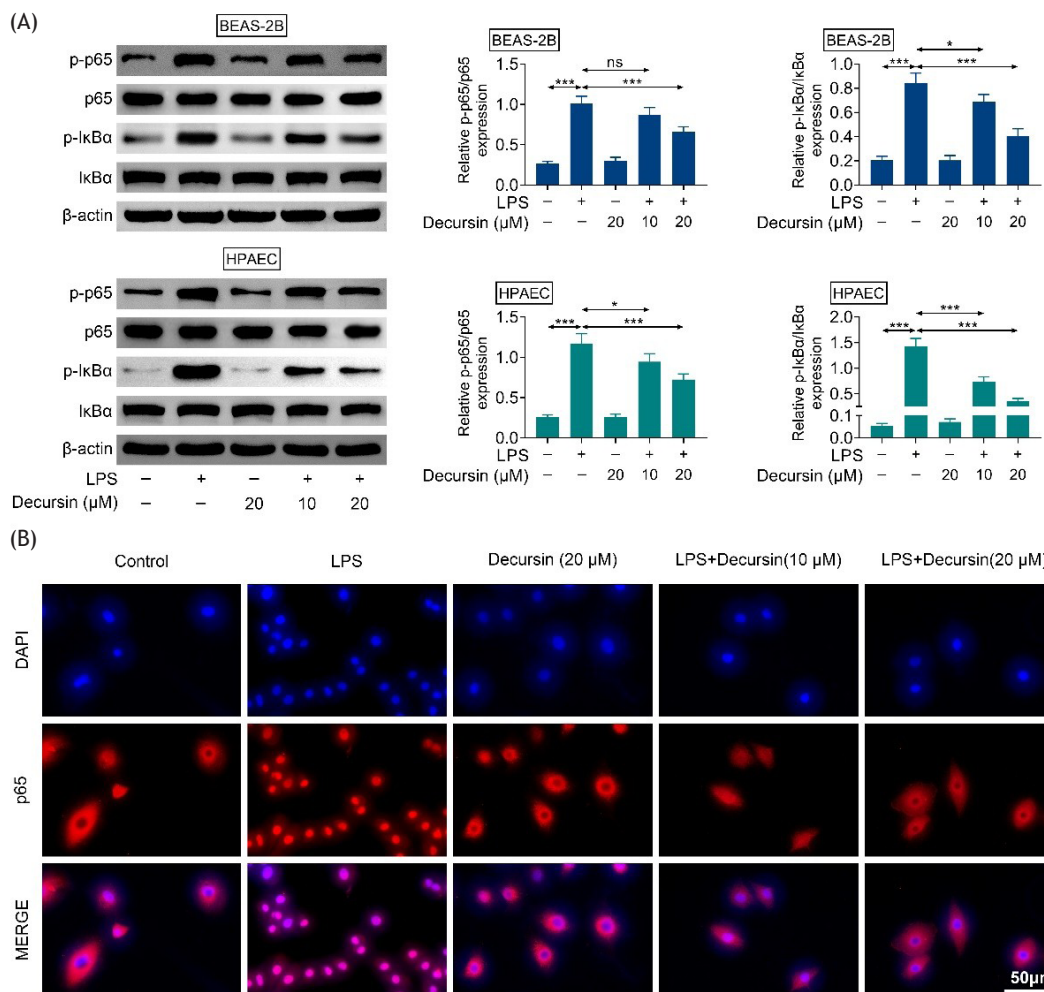 (A)
BEAS-2B
p-p65
p65
p-IκBα
IκBα
β-actin
HPAEC
p-p65
p65
p-IκBα
IκBα
β-actin
LPS – + – + +
Decursin (μM) – – 20 10 20
BEAS-2B
Relative p-p65/p65
expression
1.5
1.0
0.5
0.0
ns
*** ***
LPS – + – + +
Decursin (μM) – – 20 10 20
BEAS-2B
Relative p-IκBα/IκBα
expression
1.0
0.8
0.6
0.4
0.2
0.0
*
*** ***
LPS – + – + +
Decursin (μM) – – 20 10 20
HPAEC
Relative p-p65/p65
expression
1.5
1.0
0.5
0.0
*
*** ***
LPS – + – + +
Decursin (μM) – – 20 10 20
HPAEC
Relative p-IκBα/IκBα
expression
2.0
1.5
1.0
0.5
0.1
0.0
***
*** ***
LPS – + – + +
Decursin (μM) – – 20 10 20
(B)
Control LPS Decursin (20 μM) LPS+Decursin(10 μM) LPS+Decursin(20 μM)
DAPI
p65
MERGE
50μm